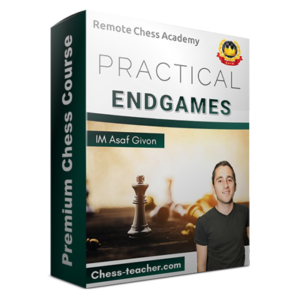 Remote Chess Academy
PRACTICAL
ENDGAMES
IM Asaf Givon
Chess-teacher.com
Premium Chess Course